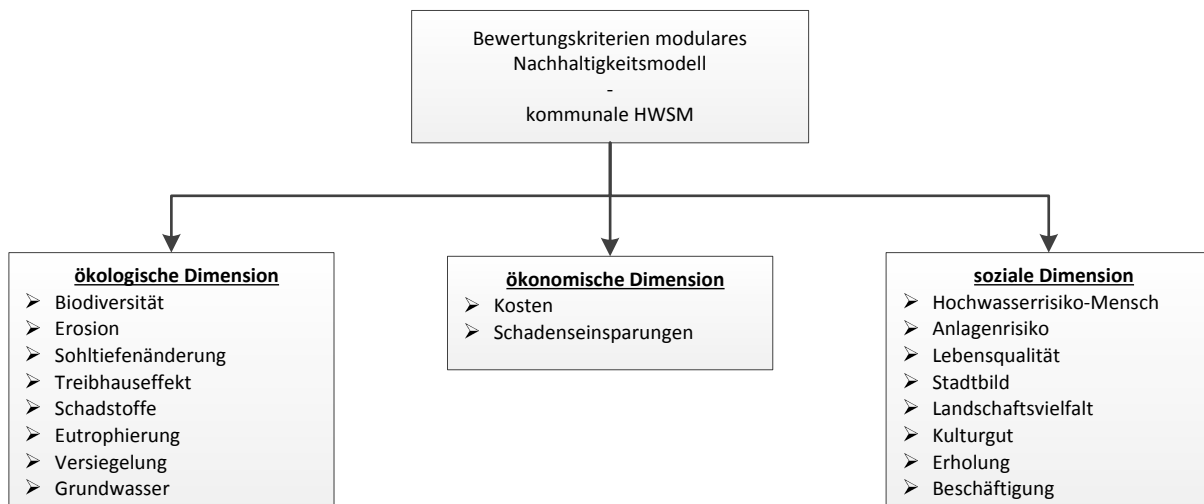 Bewertungskriterien modulares
Nachhaltigkeitsmodell
-
kommunale HWSM
ökologische Dimension
Biodiversität
Erosion
Sohltiefenänderung
Treibhauseffekt
Schadstoffe
Eutrophierung
Versiegelung
Grundwasser
ökonomische Dimension
Kosten
Schadenseinsparungen
soziale Dimension
Hochwasserrisiko-Mensch
Anlagenrisiko
Lebensqualität
Stadtbild
Landschaftsvielfalt
Kulturgut
Erholung
Beschäftigung